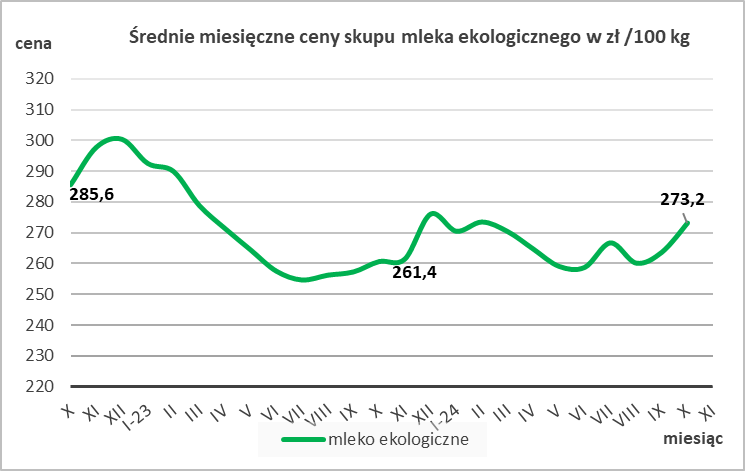 Średnie miesięczne ceny skupu mleka ekologicznego w zł /100 kg
cena
320
310
300
290
280
270
260
250
240
230
220
285,6
261,4
273,2
X XI XII I-23 II III IV V VI VII VIII IX X XI XII I-24 II III IV V VI VII VIII IX X XI
mleko ekologiczne
miesiąc